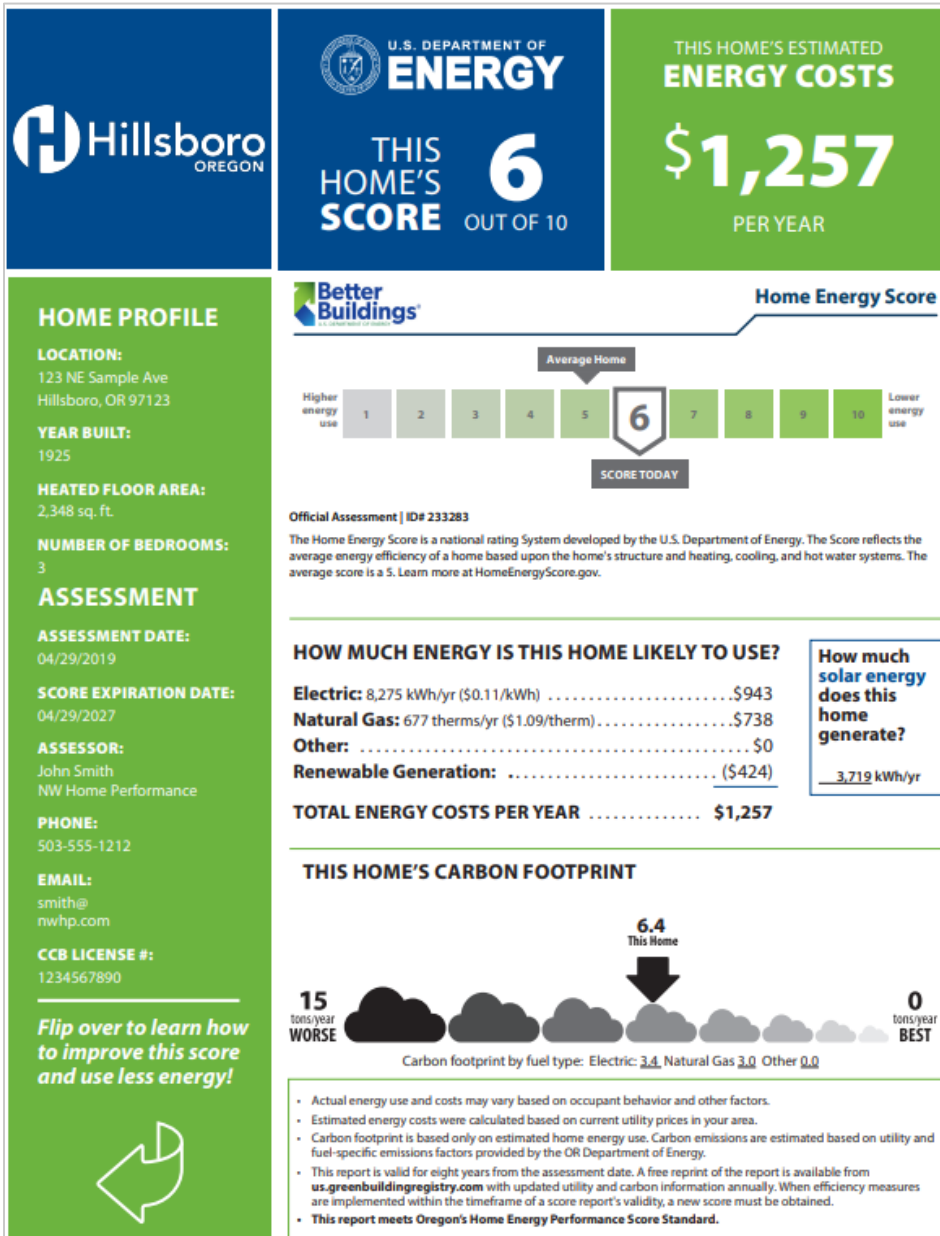 Hillsboro
OREGON
U.S. DEPARTMENT OF
ENERGY
THIS
HOME'S
SCORE
6
OUT OF 10
THIS HOME'S ESTIMATED
ENERGY COSTS
$1,257
PER YEAR
HOME PROFILE
LOCATION:
123 NE Sample Ave
Hillsboro, OR 97123
YEAR BUILT:
1925
HEATED FLOOR AREA:
2,348 sq. ft.
NUMBER OF BEDROOMS:
3
ASSESSMENT
ASSESSMENT DATE:
04/29/2019
SCORE EXPIRATION DATE:
04/29/2027
ASSESSOR:
John Smith
NW Home Performance
PHONE:
503-555-1212
EMAIL:
smith@
nwhp.com
CCB LICENSE #:
1234567890
Flip over to learn how
to improve this score
and use less energy!
Better
Buildings®
U.S. DEPARTMENT OF ENERGY
Home Energy Score
Average Home
Higher
energy
use
1 2 3 4 5 6 7 8 9 10
Lower
energy
use
SCORE TODAY
Official Assessment | ID# 233283
The Home Energy Score is a national rating System developed by the U.S. Department of Energy. The Score reflects the
average energy efficiency of a home based upon the home's structure and heating, cooling, and hot water systems. The
average score is a 5. Learn more at HomeEnergyScore.gov.
HOW MUCH ENERGY IS THIS HOME LIKELY TO USE?
Electric: 8,275 kWh/yr ($0.11/kWh) ........................$943
Natural Gas: 677 therms/yr ($1.09/therm).................$738
Other: ....................................................$0
Renewable Generation: ........................... ($424)
TOTAL ENERGY COSTS PER YEAR .............. $1,257
How much
solar energy
does this
home
generate?
3,719 kWh/yr
THIS HOME'S CARBON FOOTPRINT
6.4
This Home
15
tons/year
WORSE
0
tons/year
BEST
Carbon footprint by fuel type: Electric: 3.4 Natural Gas 3.0 Other 0.0
• Actual energy use and costs may vary based on occupant behavior and other factors.
• Estimated energy costs were calculated based on current utility prices in your area.
• Carbon footprint is based only on estimated home energy use. Carbon emissions are estimated based on utility and
fuel-specific emissions factors provided by the OR Department of Energy.
• This report is valid for eight years from the assessment date. A free reprint of the report is available from
us.greenbuildingregistry.com with updated utility and carbon information annually. When efficiency measures
are implemented within the timeframe of a score report's validity, a new score must be obtained.
• This report meets Oregon's Home Energy Performance Score Standard.